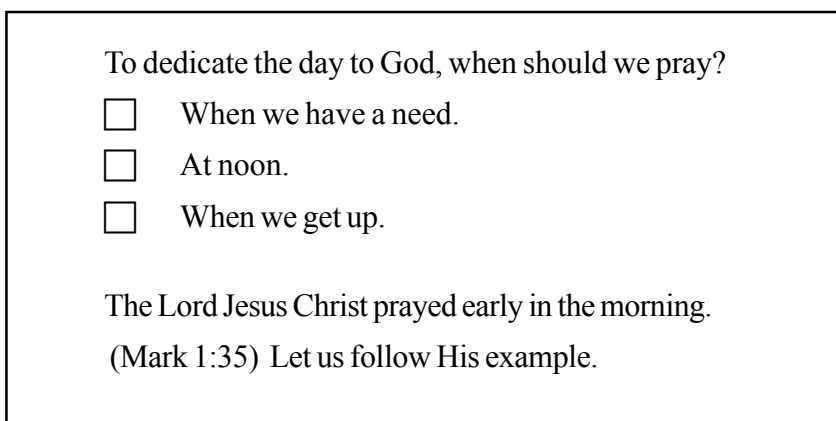 To dedicate the day to God, when should we pray?
When we have a need.
At noon.
When we get up.
The Lord Jesus Christ prayed early in the morning.
(Mark 1:35) Let us follow His example.